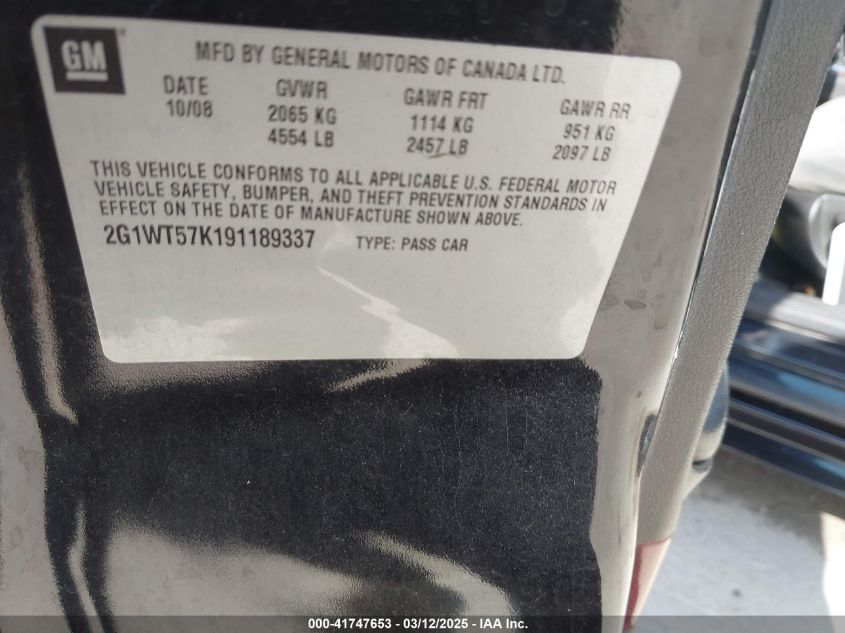 GM
MFD BY GENERAL MOTORS OF CANADA LTD.
DATE GVWR GAWR FRT GAWR RR
10/08 2065 KG 1114 KG 951 KG
4554 LB 2457 LB 2097 LB
THIS VEHICLE CONFORMS TO ALL APPLICABLE U.S. FEDERAL MOTOR
VEHICLE SAFETY, BUMPER, AND THEFT PREVENTION STANDARDS IN
EFFECT ON THE DATE OF MANUFACTURE SHOWN ABOVE.
2G1WT57K191189337 TYPE: PASS CAR
000-41747653 - 03/12/2025 - IAA Inc.